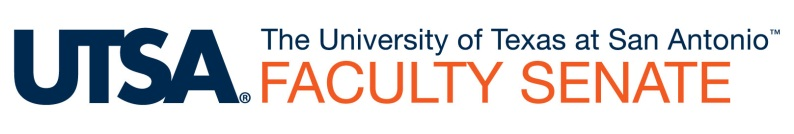 UTSA®
The University of Texas at San Antonio™
FACULTY SENATE